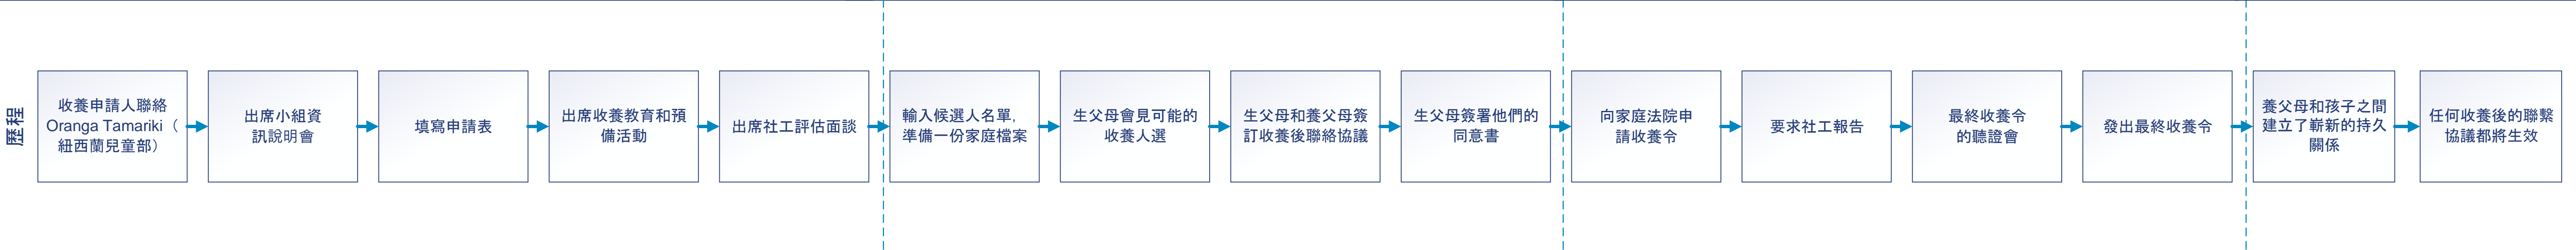 歷程
收養申請人聯絡
Oranga Tamariki（
紐西蘭兒童部）
出席小組資
訊說明會
填寫申請表
出席收養教育和預
備活動
出席社工評估面談
輸入候選人名單,
準備一份家庭檔案
生父母會見可能的
收養人選
生父母和養父母簽
訂收養後聯絡協議
生父母簽署他們的
同意書
向家庭法院申
請收養令
要求社工報告
最終收養令
的聽證會
發出最終收養令
養父母和孩子之間
建立了嶄新的持久
關係
任何收養後的聯繫
協議都將生效